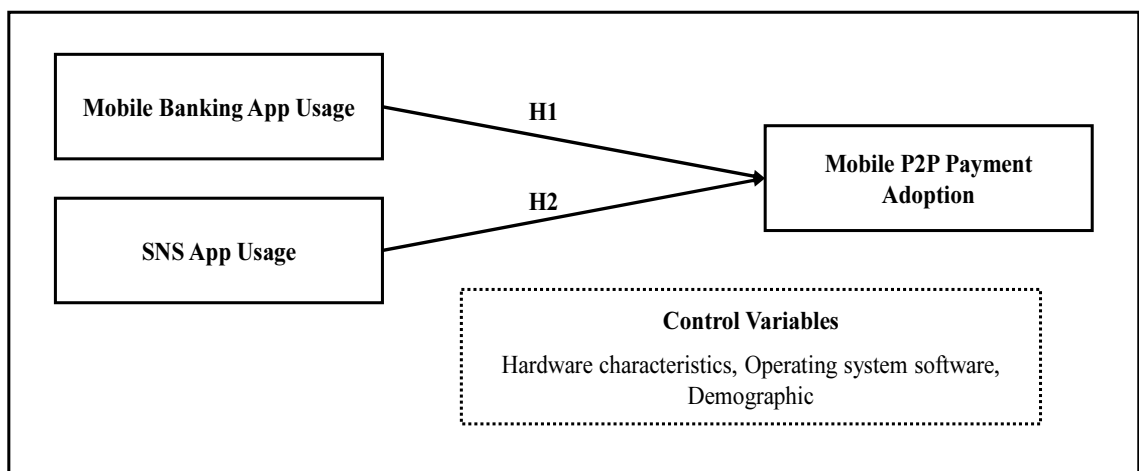 Mobile Banking App Usage
H1
Mobile P2P Payment
Adoption
H2
SNS App Usage
Control Variables
Hardware characteristics, Operating system software,
Demographic